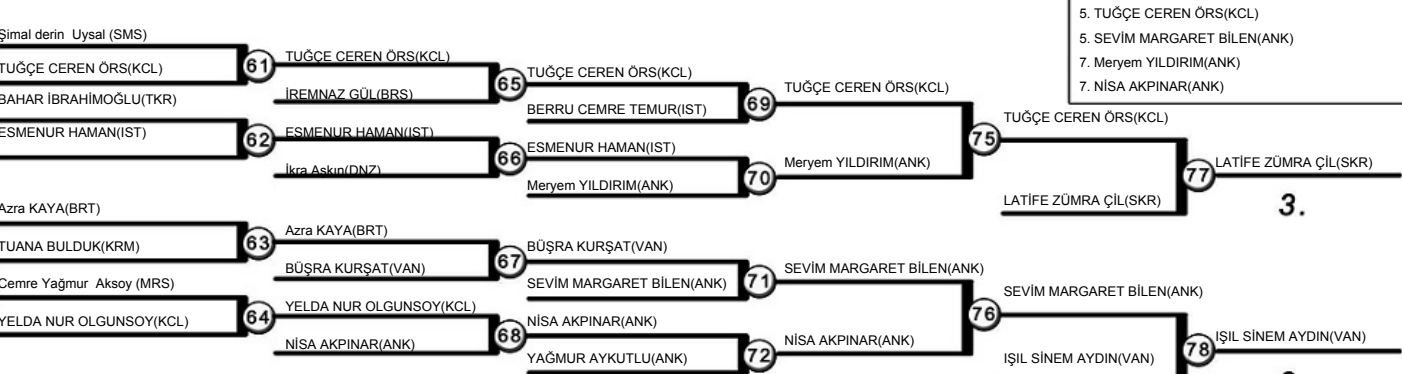 5. TUĞÇE CEREN ÖRS(KCL)
5. SEVİM MARGARET BİLEN(ANK)
7. Meryem YILDIRIM(ANK)
7. NİSA AKPINAR(ANK)
Şimal derin Uysal (SMS)
TUĞÇE CEREN ÖRS(KCL)
BAHAR İBRAHİMOĞLU(TKR)
ESMENUR HAMAN(IST)
Azra KAYA(BRT)
TUANA BULDUK(KRM)
Cemre Yağmur Aksoy (MRS)
YELDA NUR OLGUNSOY(KCL)
61
62
63
64
TUĞÇE CEREN ÖRS(KCL)
İREMNAZ GÜL(BRS)
ESMENUR HAMAN(IST)
İkra Aşkın(DNZ)
Azra KAYA(BRT)
BÜŞRA KURŞAT(VAN)
YELDA NUR OLGUNSOY(KCL)
NİSA AKPINAR(ANK)
65
66
67
68
TUĞÇE CEREN ÖRS(KCL)
BERRU CEMRE TEMUR(IST)
ESMENUR HAMAN(IST)
Meryem YILDIRIM(ANK)
BÜŞRA KURŞAT(VAN)
SEVİM MARGARET BİLEN(ANK)
NİSA AKPINAR(ANK)
YAĞMUR AYKUTLU(ANK)
69
70
71
72
TUĞÇE CEREN ÖRS(KCL)
Meryem YILDIRIM(ANK)
SEVİM MARGARET BİLEN(ANK)
NİSA AKPINAR(ANK)
75
76
TUĞÇE CEREN ÖRS(KCL)
LATİFE ZÜMRA ÇİL(SKR)
SEVİM MARGARET BİLEN(ANK)
IŞIL SİNEM AYDIN(VAN)
77
78
LATİFE ZÜMRA ÇİL(SKR)
3.
IŞIL SİNEM AYDIN(VAN)